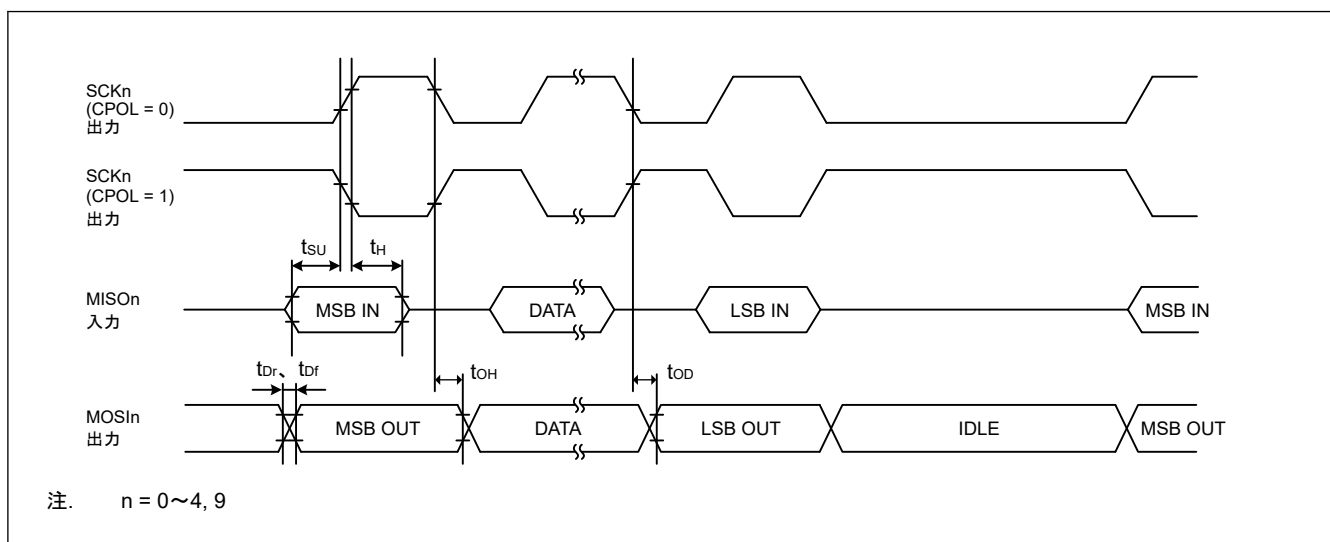 SCKn
(CPOL = 0)
出力
SCKn
(CPOL = 1)
出力
tSU
tH
MISOn
入力
MSB IN
DATA
LSB IN
MSB IN
tDr、tDf
tOH
tOD
MOSIn
出力
MSB OUT
DATA
LSB OUT
IDLE
MSB OUT
注. n = 0～4, 9